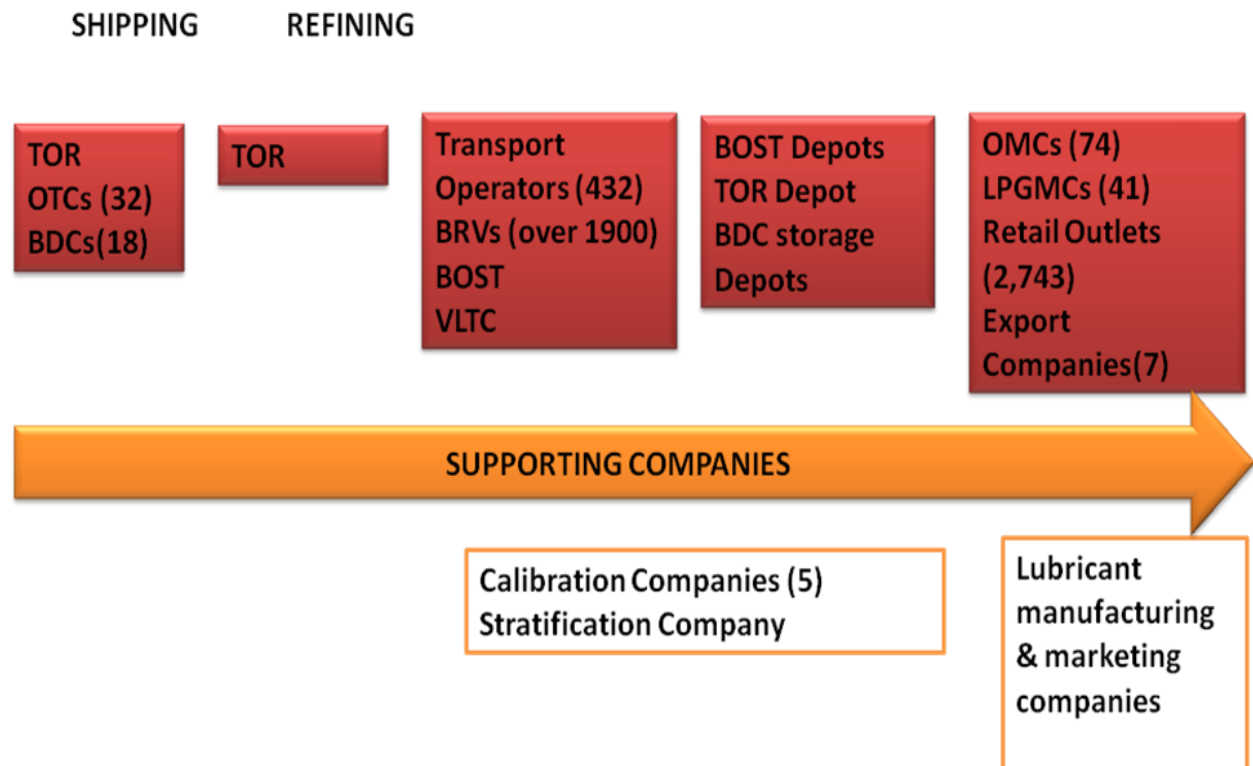 SHIPPING
REFINING
TOR
OTCs (32)
BDCs(18)
TOR
Transport
Operators (432)
BRVs (over 1900)
BOST
VLTC
BOST Depots
TOR Depot
BDC storage
Depots
OMCs (74)
LPGMCs (41)
Retail Outlets
(2,743)
Export
Companies(7)
SUPPORTING COMPANIES
Calibration Companies (5)
Stratification Company
Lubricant
manufacturing
& marketing
companies